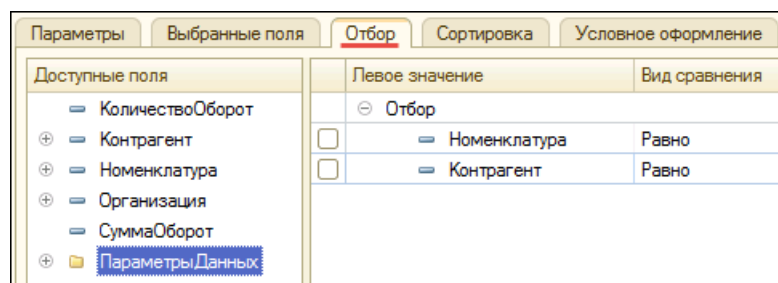 Параметры Выбранные поля Отбор Сортировка Условное оформление
Доступные поля Левое значение Вид сравнения
КоличествоОборот Отбор
Контрагент Номенклатура Равно
Номенклатура Контрагент Равно
Организация
СуммаОборот
ПараметрыДанных